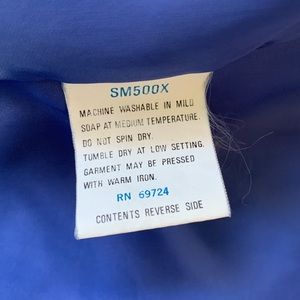 SM500X
MACHINE WASHABLE IN MILD
SOAP AT MEDIUM TEMPERATURE.
DO NOT SPIN DRY.
TUMBLE DRY AT LOW SETTING.
GARMENT MAY BE PRESSED
WITH WARM IRON.
RN 69724
CONTENTS REVERSE SIDE